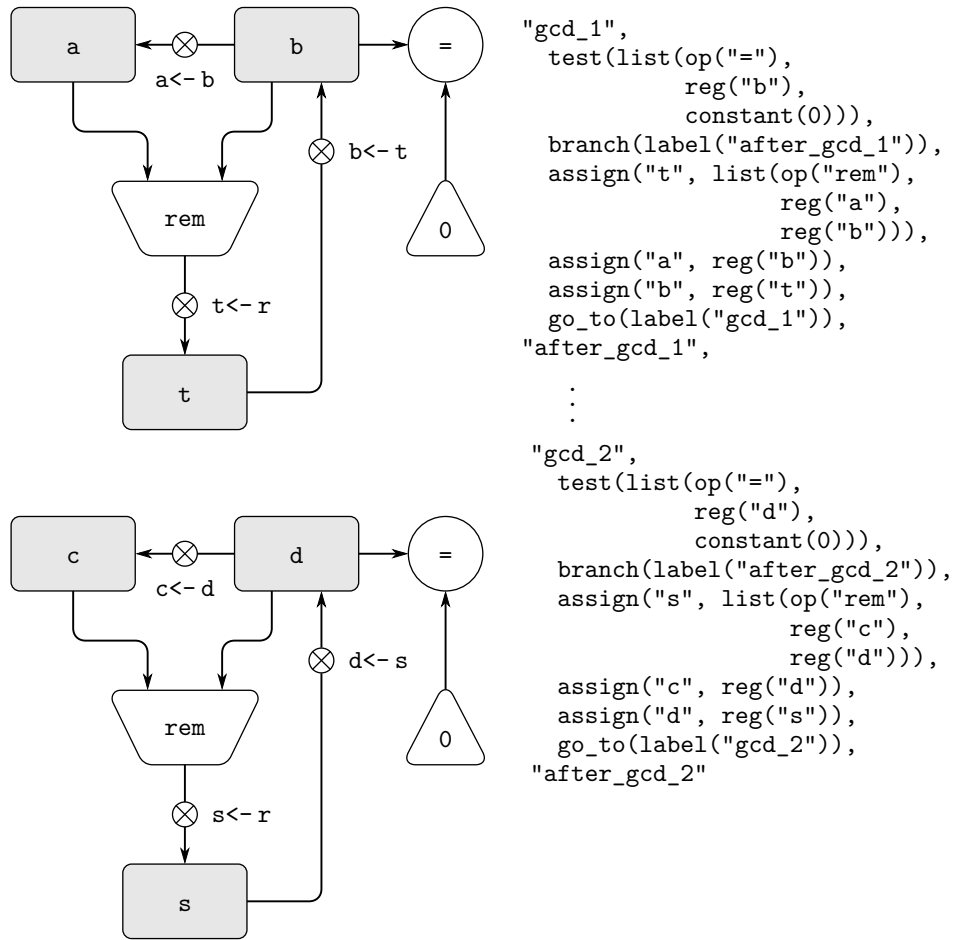 a
b
=
a<-b
b<-t
rem
0
t<-r
t
"gcd_1",
test(list(op("="),
reg("b"),
constant(0))),
branch(label("after_gcd_1")),
assign("t", list(op("rem"),
reg("a"),
reg("b"))),
assign("a", reg("b")),
assign("b", reg("t")),
go_to(label("gcd_1")),
"after_gcd_1",
.
.
.
c
d
=
c<-d
d<-s
rem
0
s<-r
s
"gcd_2",
test(list(op("="),
reg("d"),
constant(0))),
branch(label("after_gcd_2")),
assign("s", list(op("rem"),
reg("c"),
reg("d"))),
assign("c", reg("d")),
assign("d", reg("s")),
go_to(label("gcd_2")),
"after_gcd_2"